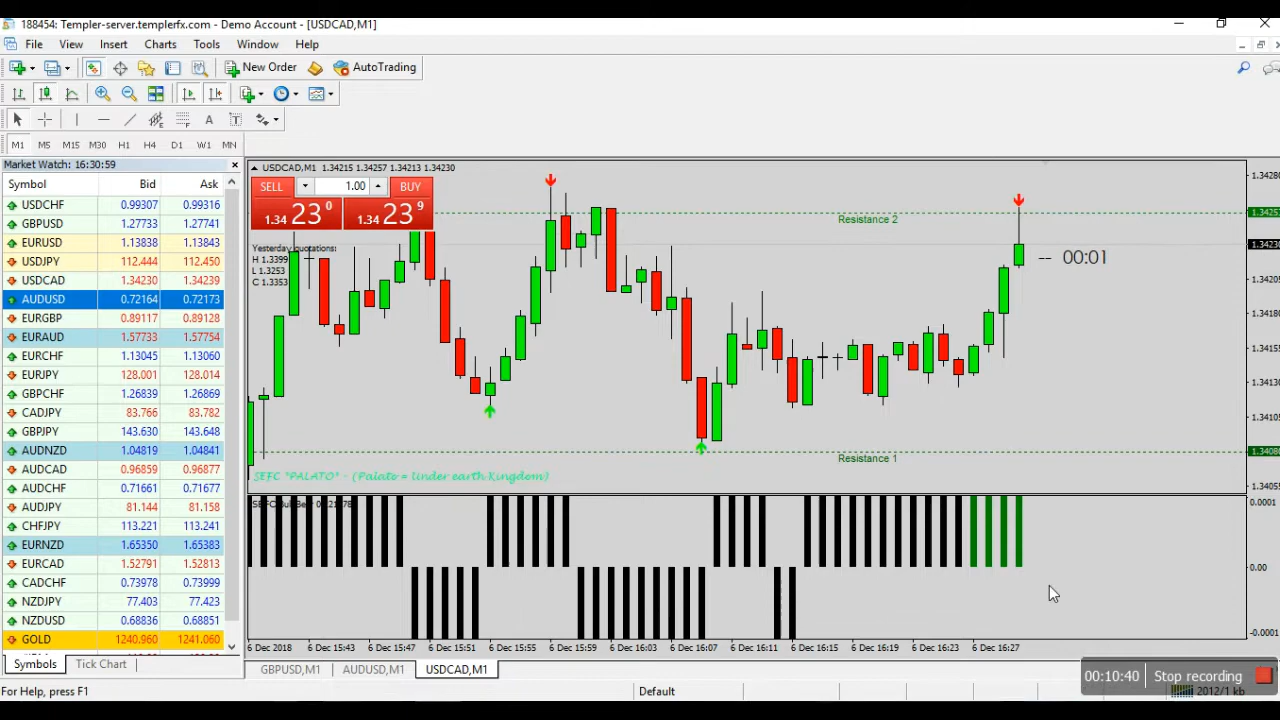 188454: Templer-server.templerfx.com - Demo Account - [USDCAD,M1]
File View Insert Charts Tools Window Help
New Order AutoTrading
M1 M5 M15 M30 H1 H4 D1 W1 MN
Market Watch: 16:30:59
Symbol Bid Ask
USDCHF 0.99307 0.99316
GBPUSD 1.27733 1.27741
EURUSD 1.13838 1.13843
USDJPY 112.444 112.450
USDCAD 1.34230 1.34239
AUDUSD 0.72164 0.72173
EURGBP 0.89117 0.89128
EURAUD 1.57733 1.57754
EURCHF 1.13045 1.13060
EURJPY 128.001 128.014
GBPCHF 1.26839 1.26869
CADJPY 83.766 83.782
GBPJPY 143.630 143.648
AUDNZD 1.04819 1.04841
AUDCAD 0.96859 0.96877
AUDCHF 0.71661 0.71677
AUDJPY 81.144 81.158
CHFJPY 113.221 113.241
EURNZD 1.65350 1.65383
EURCAD 1.52791 1.52813
CADCHF 0.73978 0.73999
NZDJPY 77.403 77.423
NZDUSD 0.68836 0.68851
GOLD 1240.960 1241.060
Symbols Tick Chart
USDCAD,M1 1.34215 1.34257 1.34213 1.34230
SELL 1.00 BUY
1.34 23 0 1.34 23 9
Yesterday quotations:
H 1.3399
L 1.3253
C 1.3353
Resistance 2
-- 00:01
Resistance 1
SEFC "PALATO" - (Palate = Under earth Kingdom)
1.34280
1.34257
1.34230
1.34205
1.34180
1.34155
1.34130
1.34105
1.34080
1.34055
0.0001
0.00
-0.0001
6 Dec 2018 6 Dec 15:43 6 Dec 15:47 6 Dec 15:51 6 Dec 15:55 6 Dec 15:59 6 Dec 16:03 6 Dec 16:07 6 Dec 16:11 6 Dec 16:15 6 Dec 16:19 6 Dec 16:23 6 Dec 16:27
GBPUSD,M1 AUDUSD,M1 USDCAD,M1
00:10:40 Stop recording
For Help, press F1 Default 2012/1 kb